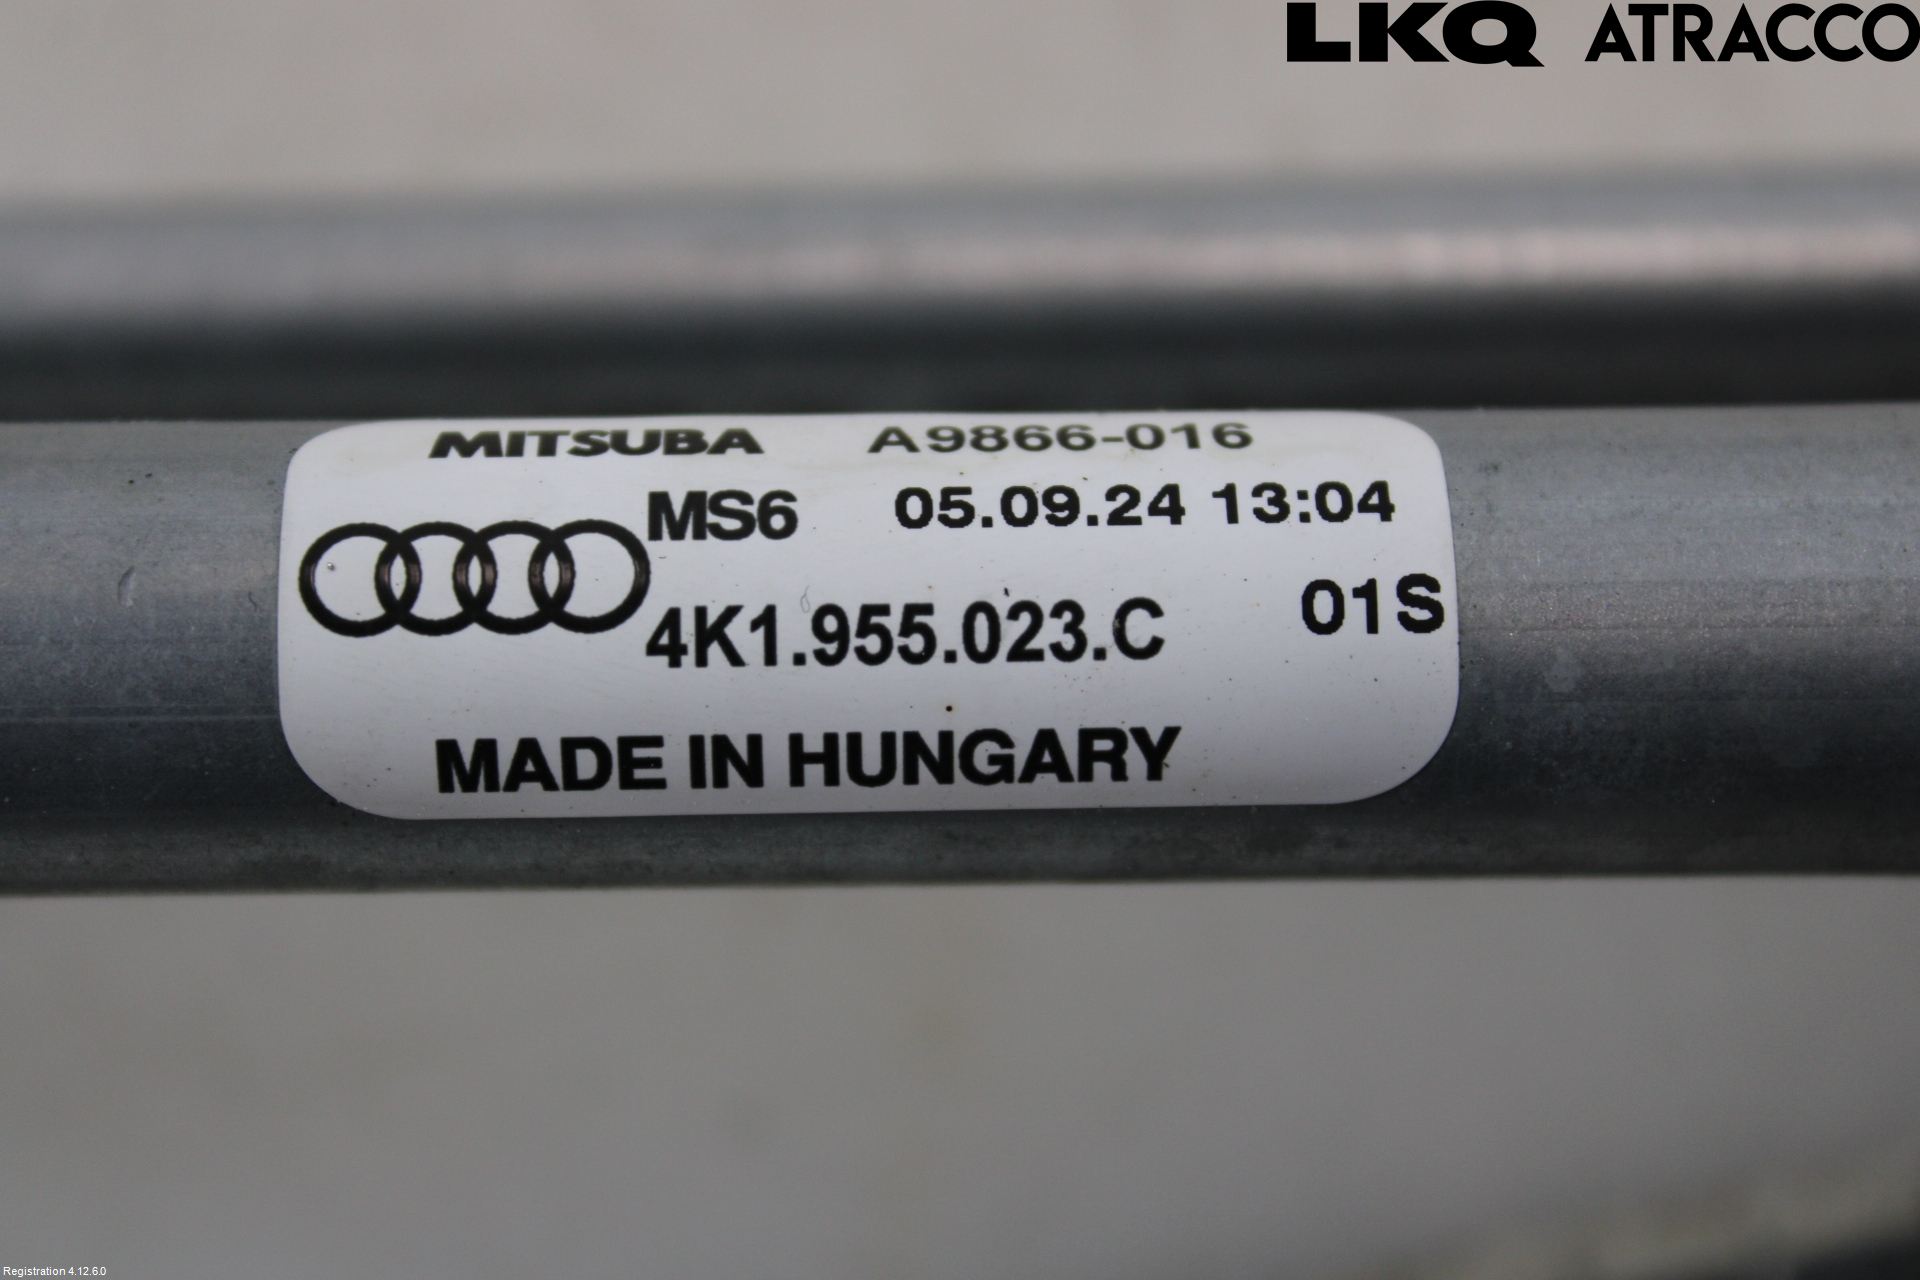 LKQ ATRACCO
MITSUBA A9866-016
MS6 05.09.24 13:04
4K1.955.023.C 01S
MADE IN HUNGARY
Registration 4.12.6.0